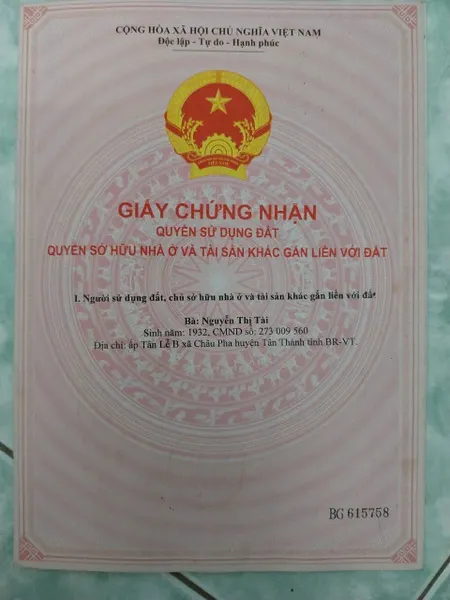 CỘNG HÒA XÃ HỘI CHỦ NGHĨA VIỆT NAM
Độc lập - Tự do - Hạnh phúc
VIỆT NAM
GIẤY CHỨNG NHẬN
QUYỀN SỬ DỤNG ĐẤT
QUYỀN SỞ HỮU NHÀ Ở VÀ TÀI SẢN KHÁC GẮN LIỀN VỚI ĐẤT
I. Người sử dụng đất, chủ sở hữu nhà ở và tài sản khác gắn liền với đất
Bà: Nguyễn Thị Tài
Sinh năm: 1932, CMND số: 273 009 560
Địa chỉ: ấp Tân Lễ B xã Châu Pha huyện Tân Thành tỉnh BR-VT.
BG 615758